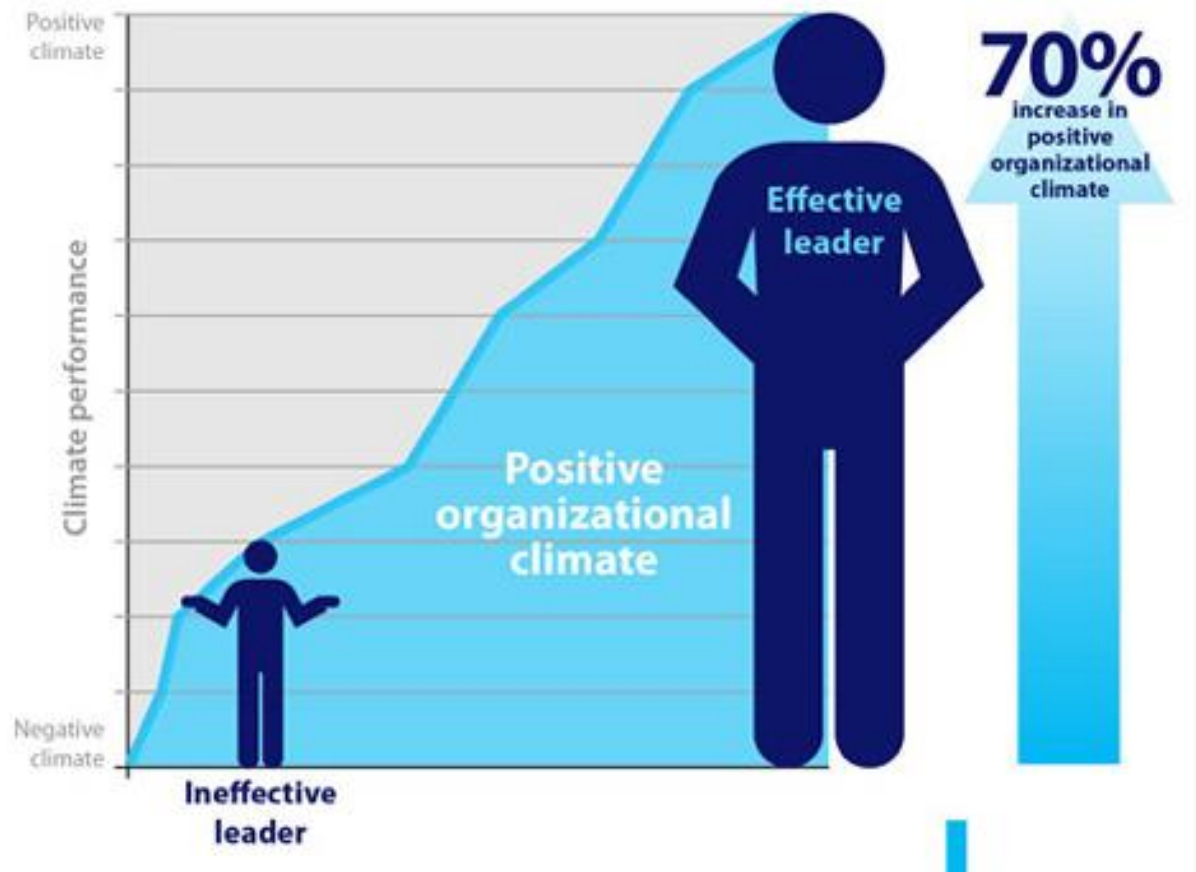 Positive
climate
70%
increase in
positive
organizational
climate
Effective
leader
Climate performance
Positive
organizational
climate
Negative
climate
Ineffective
leader